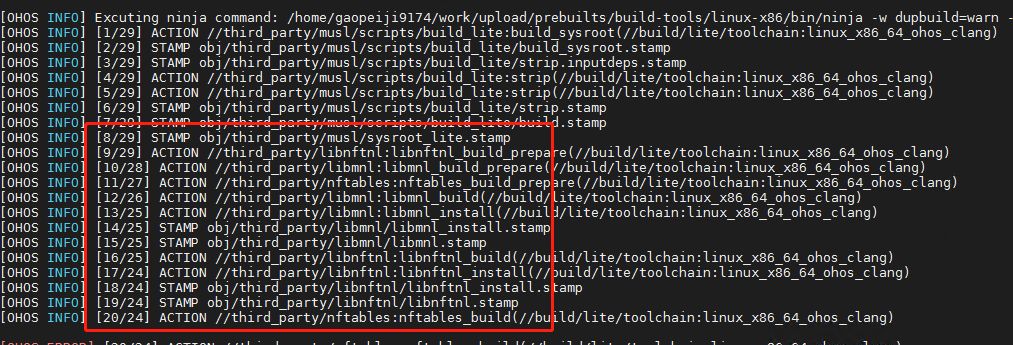 [OHOS INFO] Excuting ninja command: /home/gaopeiji9174/work/upload/prebuilts/build-tools/linux-x86/bin/ninja -w dupbuild=warn -
[OHOS INFO] [1/29] ACTION //third_party/musl/scripts/build_lite:build_sysroot(//build/lite/toolchain:linux_x86_64_ohos_clang)
[OHOS INFO] [2/29] STAMP obj/third_party/musl/scripts/build_lite/build_sysroot.stamp
[OHOS INFO] [3/29] STAMP obj/third_party/musl/scripts/build_lite/strip.inputdeps.stamp
[OHOS INFO] [4/29] ACTION //third_party/musl/scripts/build_lite:strip(//build/lite/toolchain:linux_x86_64_ohos_clang)
[OHOS INFO] [5/29] ACTION //third_party/musl/scripts/build_lite:strip(//build/lite/toolchain:linux_x86_64_ohos_clang)
[OHOS INFO] [6/29] STAMP obj/third_party/musl/scripts/build_lite/strip.stamp
[OHOS INFO] [7/29] STAMP obj/third_party/musl/scripts/build_lite/build.stamp
[OHOS INFO] [8/29] STAMP obj/third_party/musl/sysroot_lite.stamp
[OHOS INFO] [9/29] ACTION //third_party/libnftnl:libnftnl_build_prepare(//build/lite/toolchain:linux_x86_64_ohos_clang)
[OHOS INFO] [10/28] ACTION //third_party/libmnl:libmnl_build_prepare(//build/lite/toolchain:linux_x86_64_ohos_clang)
[OHOS INFO] [11/27] ACTION //third_party/nftables:nftables_build_prepare(//build/lite/toolchain:linux_x86_64_ohos_clang)
[OHOS INFO] [12/26] ACTION //third_party/libmnl:libmnl_build(//build/lite/toolchain:linux_x86_64_ohos_clang)
[OHOS INFO] [13/25] ACTION //third_party/libmnl:libmnl_install(//build/lite/toolchain:linux_x86_64_ohos_clang)
[OHOS INFO] [14/25] STAMP obj/third_party/libmnl/libmnl_install.stamp
[OHOS INFO] [15/25] STAMP obj/third_party/libmnl/libmnl.stamp
[OHOS INFO] [16/25] ACTION //third_party/libnftnl:libnftnl_build(//build/lite/toolchain:linux_x86_64_ohos_clang)
[OHOS INFO] [17/24] ACTION //third_party/libnftnl:libnftnl_install(//build/lite/toolchain:linux_x86_64_ohos_clang)
[OHOS INFO] [18/24] STAMP obj/third_party/libnftnl/libnftnl_install.stamp
[OHOS INFO] [19/24] STAMP obj/third_party/libnftnl/libnftnl.stamp
[OHOS INFO] [20/24] ACTION //third_party/nftables:nftables_build(//build/lite/toolchain:linux_x86_64_ohos_clang)